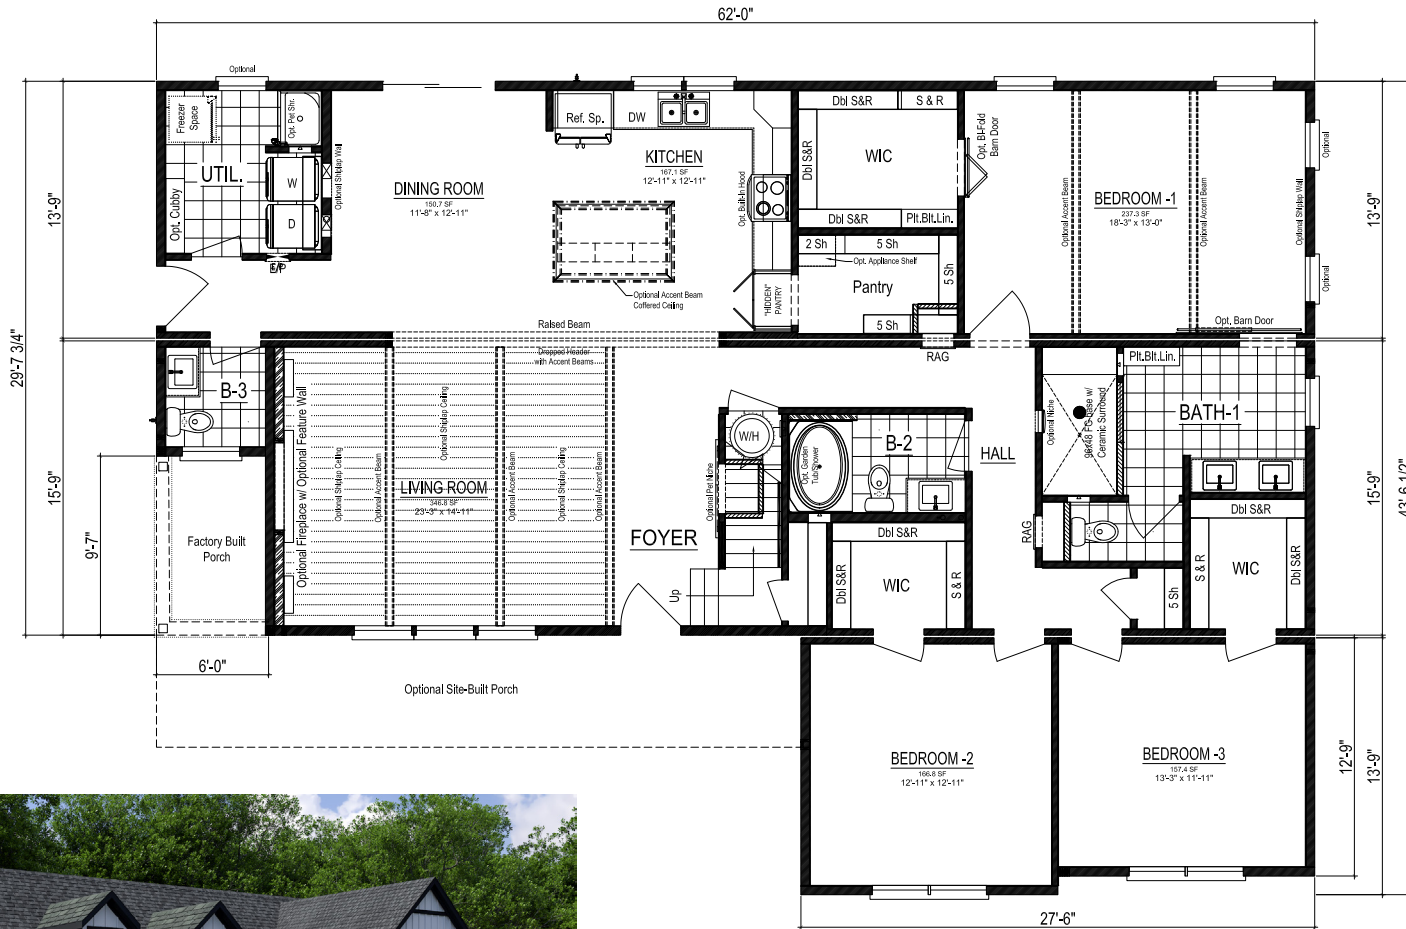 62'-0"
Optional
Freezer
Space
Opt. Pet Shr.
UTIL.
W
D
Opt. Cubby
E/P
Optional Shiplap Wall
DINING ROOM
150.7 SF
11'-8" x 12'-11"
Ref. Sp.
DW
KITCHEN
167.1 SF
12'-11" x 12'-11"
Opt. Built-In Hood
Optional Accent Beam
Coffered Ceiling
"HIDDEN"
PANTRY
Dbl S&R
S & R
Dbl S&R
WIC
Dbl S&R
Plt.Blt.Lin.
2 Sh
5 Sh
Opt. Appliance Shelf
5 Sh
Pantry
5 Sh
RAG
Opt. Bi-Fold
Barn Door
Optional Accent Beam
BEDROOM -1
237.3 SF
18'-3" x 13'-0"
Optional Accent Beam
Optional Shiplap Wall
Optional
Optional
Opt, Barn Door
13'-9"
13'-9"
29'-7 3/4"
Raised Beam
Dropped Header
with Accent Beams
B-3
Optional Fireplace w/ Optional Feature Wall
Optional Shiplap Ceiling
Optional Accent Beam
Optional Shiplap Ceiling
Optional Accent Beam
Optional Shiplap Ceiling
Optional Accent Beam
LIVING ROOM
346.8 SF
23'-3" x 14'-11"
FOYER
Optional Pet Niche
W/H
Up
Opt. Garden
Tub/Shower
B-2
HALL
Dbl S&R
Dbl S&R
WIC
S & R
RAG
Optional Niche
96x48 FG base w/
Ceramic Surround
Plt.Blt.Lin.
BATH-1
Dbl S&R
S & R
WIC
Dbl S&R
5 Sh
15'-9"
15'-9"
43' 6 1/2"
9'-7"
Factory Built
Porch
6'-0"
Optional Site-Built Porch
BEDROOM -2
166.8 SF
12'-11" x 12'-11"
BEDROOM -3
157.4 SF
13'-3" x 11'-11"
12'-9"
13'-9"
27'-6"